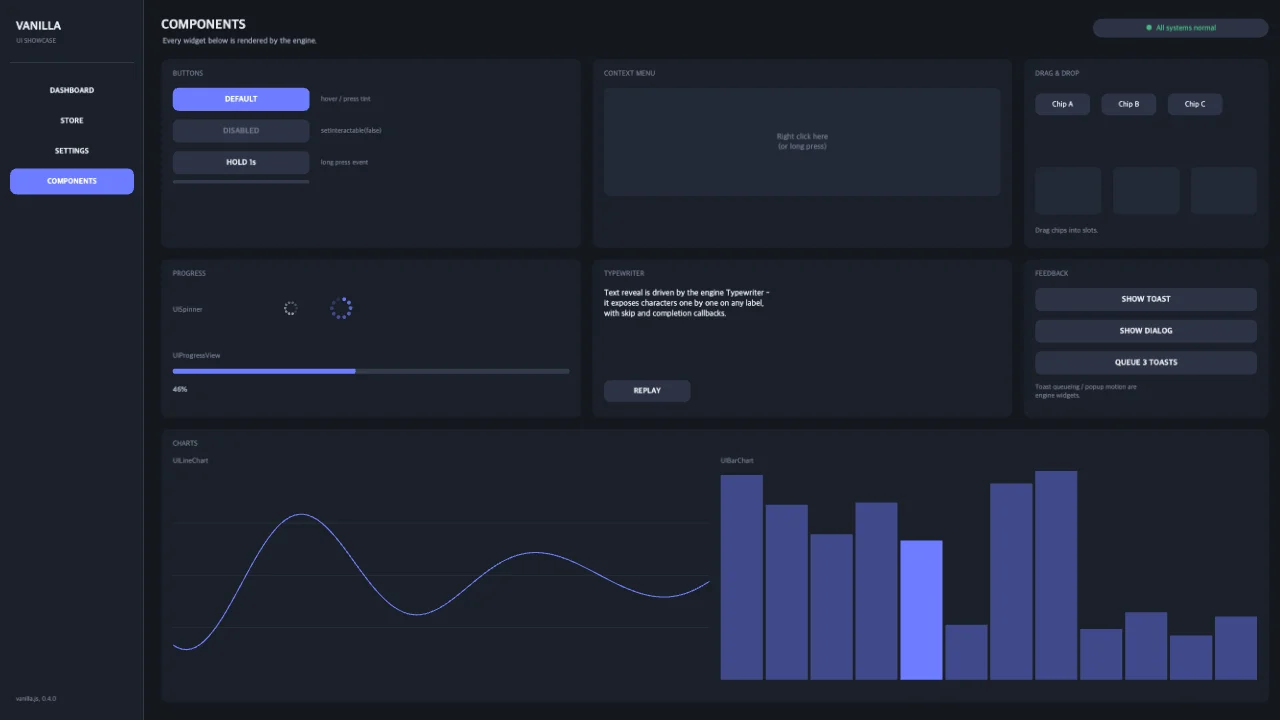 VANILLA
UI SHOWCASE
DASHBOARD
STORE
SETTINGS
COMPONENTS
vanilla.js, 0.4.0
COMPONENTS
Every widget below is rendered by the engine.
All systems normal
BUTTONS
DEFAULT
hover / press tint
DISABLED
setInteractable(false)
HOLD 1s
long press event
CONTEXT MENU
Right click here
(or long press)
DRAG & DROP
Chip A
Chip B
Chip C
Drag chips into slots.
PROGRESS
UISpinner
UIProgressView
46%
TYPEWRITER
Text reveal is driven by the engine Typewriter –
it exposes characters one by one on any label,
with skip and completion callbacks.
REPLAY
FEEDBACK
SHOW TOAST
SHOW DIALOG
QUEUE 3 TOASTS
Toast queueing / popup motion are
engine widgets.
CHARTS
UILineChart
UIBarChart